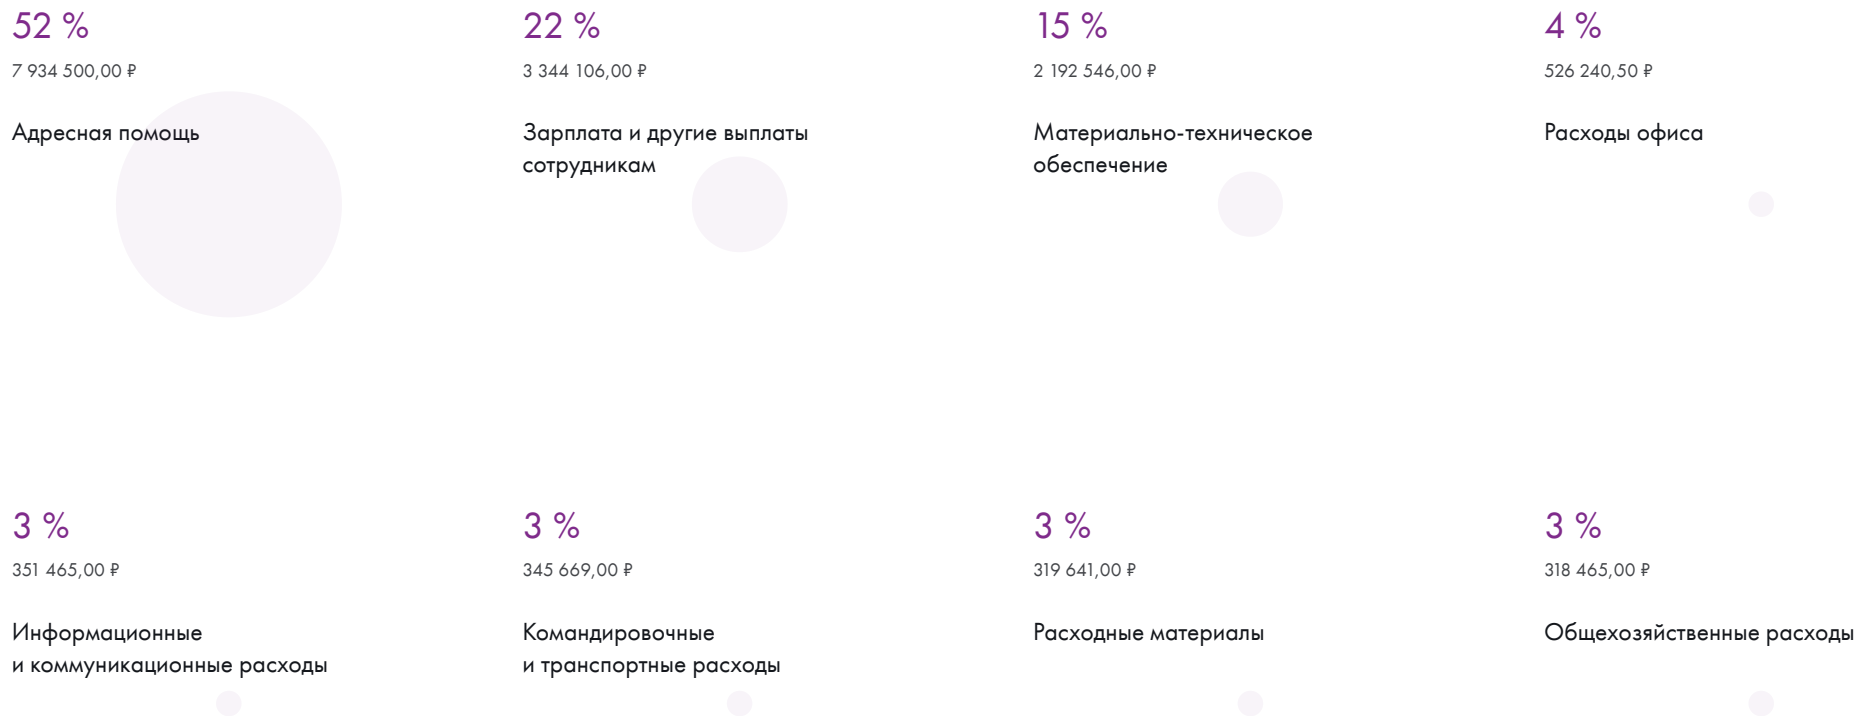 52 %
7 934 500,00 ₽
Адресная помощь
22 %
3 344 106,00 ₽
Зарплата и другие выплаты
сотрудникам
15 %
2 192 546,00 ₽
Материально-техническое
обеспечение
4 %
526 240,50 ₽
Расходы офиса
3 %
351 465,00 ₽
Информационные
и коммуникационные расходы
3 %
345 669,00 ₽
Командировочные
и транспортные расходы
3 %
319 641,00 ₽
Расходные материалы
3 %
318 465,00 ₽
Общехозяйственные расходы